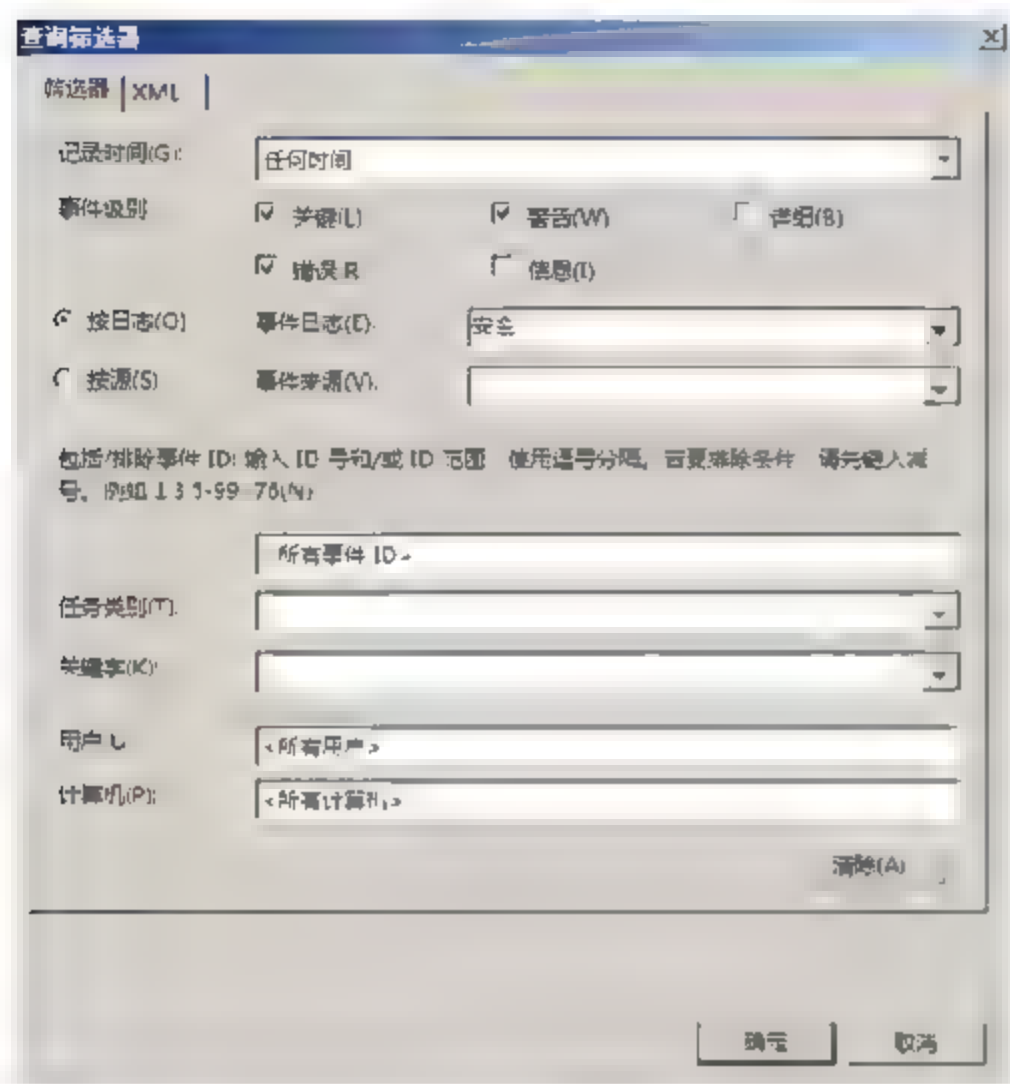 查询筛选器
筛选器 XML
记录时间(G): 任何时间
事件级别 关键(L) 警告(W) 详细(B)
错误 R 信息(I)
按日志(O) 事件日志(E): 安全
按源(S) 事件来源(V):
包括/排除事件 ID: 输入 ID 号和/或 ID 范围 使用逗号分隔。若要排除条件 请先键入减
号。例如 1 3 5-99 -76(N)
所有事件 ID>
任务类别(T):
关键字(K):
用户 U
<所有用户>
计算机(P):
<所有计算机>
清除(A)
确定 取消